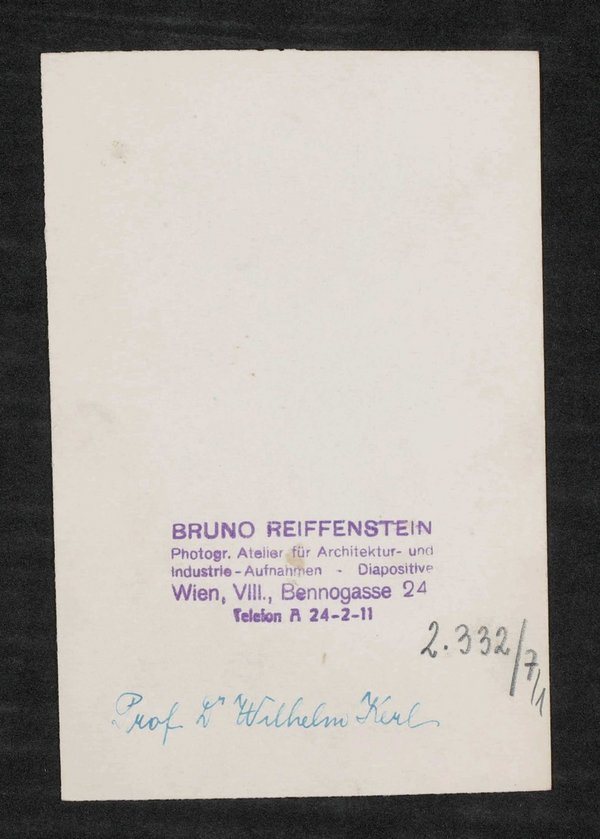 BRUNO REIFFENSTEIN
Photogr. Atelier für Architektur- und
Industrie-Aufnahmen - Diapositive
Wien, VIII., Bennogasse 24
Telefon A 24-2-11
2.332/7/1
Prof Dr Wilhelm Kerl